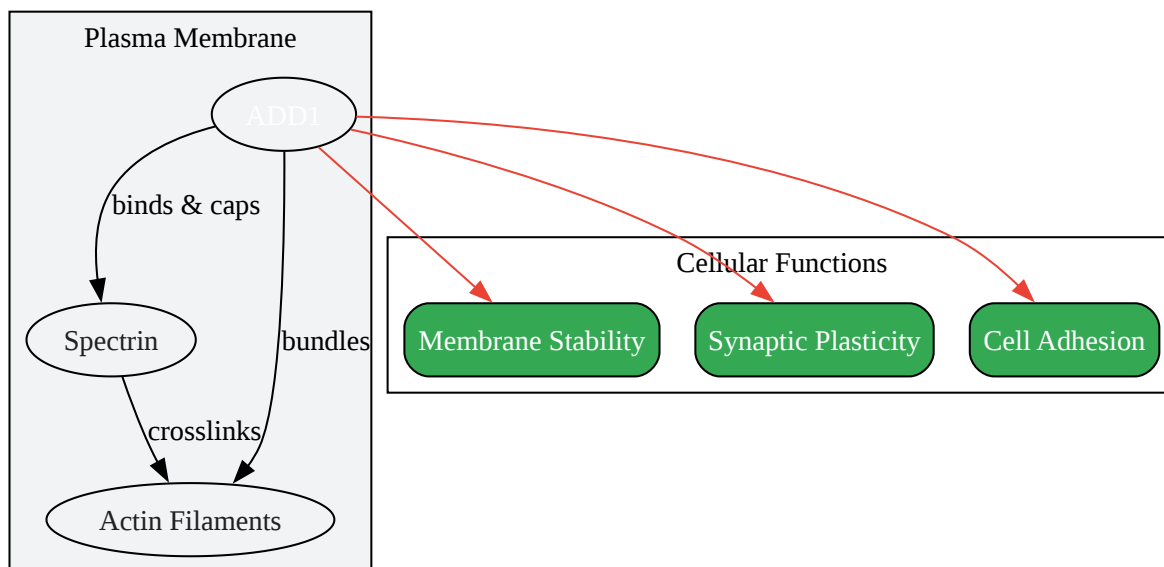 Plasma Membrane
ADD1
binds & caps
Cellular Functions
Spectrin
bundles
Membrane Stability
Synaptic Plasticity
Cell Adhesion
crosslinks
Actin Filaments